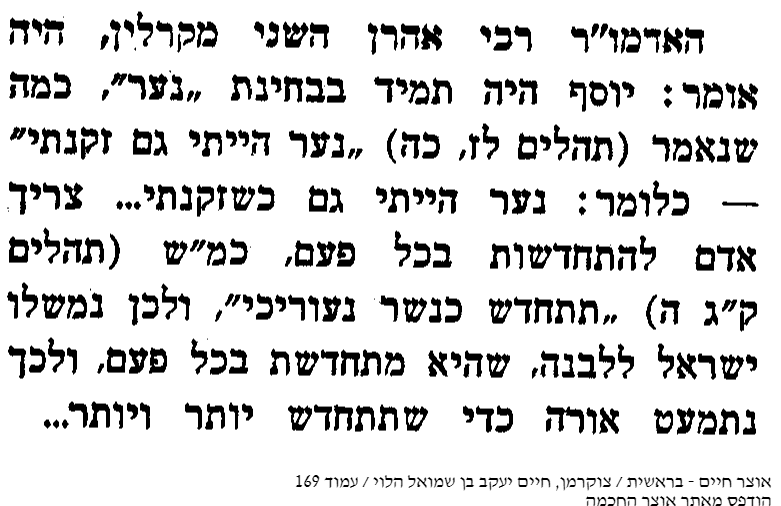 האדמו״ר רבי אהרן השני מקרלין, היה
אומר: יוסף היה תמיד בבחינת „נער״, כמה
שנאמר (תהלים לז, כה) „נער הייתי גם זקנתי״
— כלומר: נער הייתי גם כשזקנתי... צריך
אדם להתחדשות בכל פעם, כמ״ש (תהלים
ק״ג ה) „תתחדש כנשר נעוריכי״, ולכן נמשלו
ישראל ללבנה, שהיא מתחדשת בכל פעם, ולכך
נתמעט אורה כדי שתתחדש יותר ויותר...
אוצר חיים - בראשית / צוקרמן, חיים יעקב בן שמואל הלוי / עמוד 169
הודפס מאתר אוצר החכמה